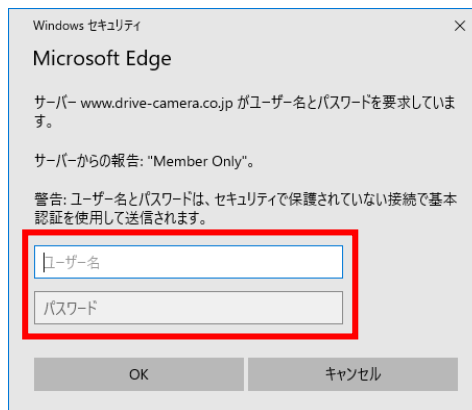 Windows セキュリティ
Microsoft Edge
サーバー www.drive-camera.co.jp がユーザー名とパスワードを要求していま
す。
サーバーからの報告: "Member Only"。
警告: ユーザー名とパスワードは、セキュリティで保護されていない接続で基本
認証を使用して送信されます。
ユーザー名
パスワード
OK キャンセル